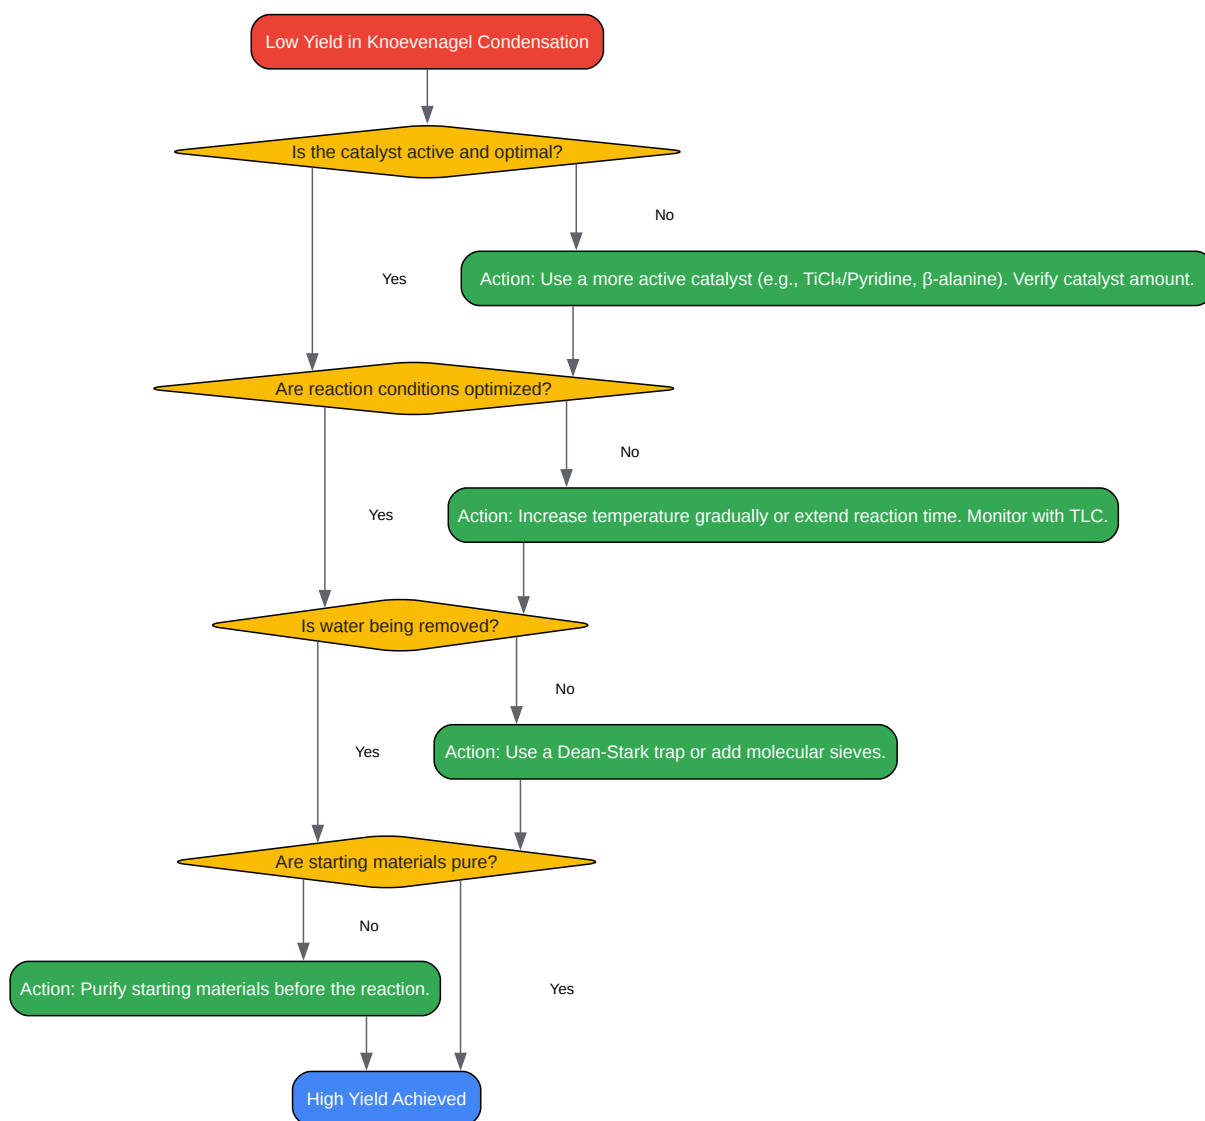 Low Yield in Knoevenagel Condensation
Is the catalyst active and optimal?
No
Yes
Action: Use a more active catalyst (e.g., TiCl₄/Pyridine, β-alanine). Verify catalyst amount.
Are reaction conditions optimized?
No
Yes
Action: Increase temperature gradually or extend reaction time. Monitor with TLC.
Is water being removed?
No
Yes
Action: Use a Dean-Stark trap or add molecular sieves.
Are starting materials pure?
No
Action: Purify starting materials before the reaction.
Yes
High Yield Achieved